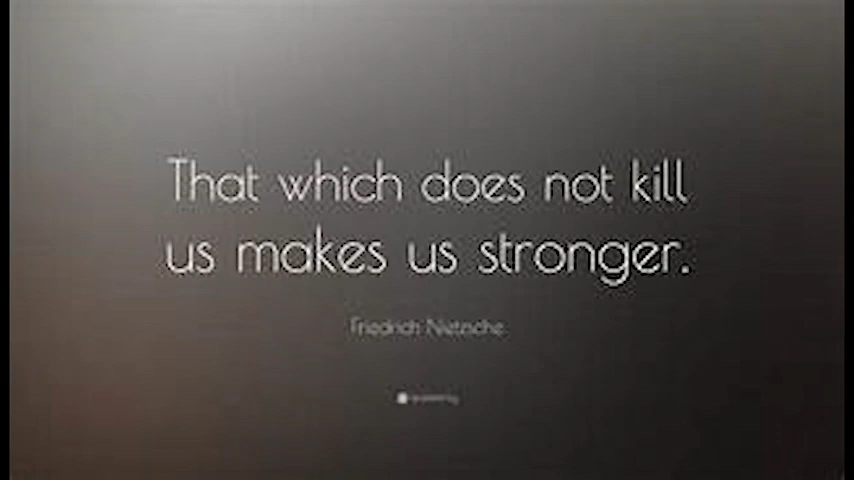 That which does not kill
us makes us stronger.
Friedrich Nietzsche